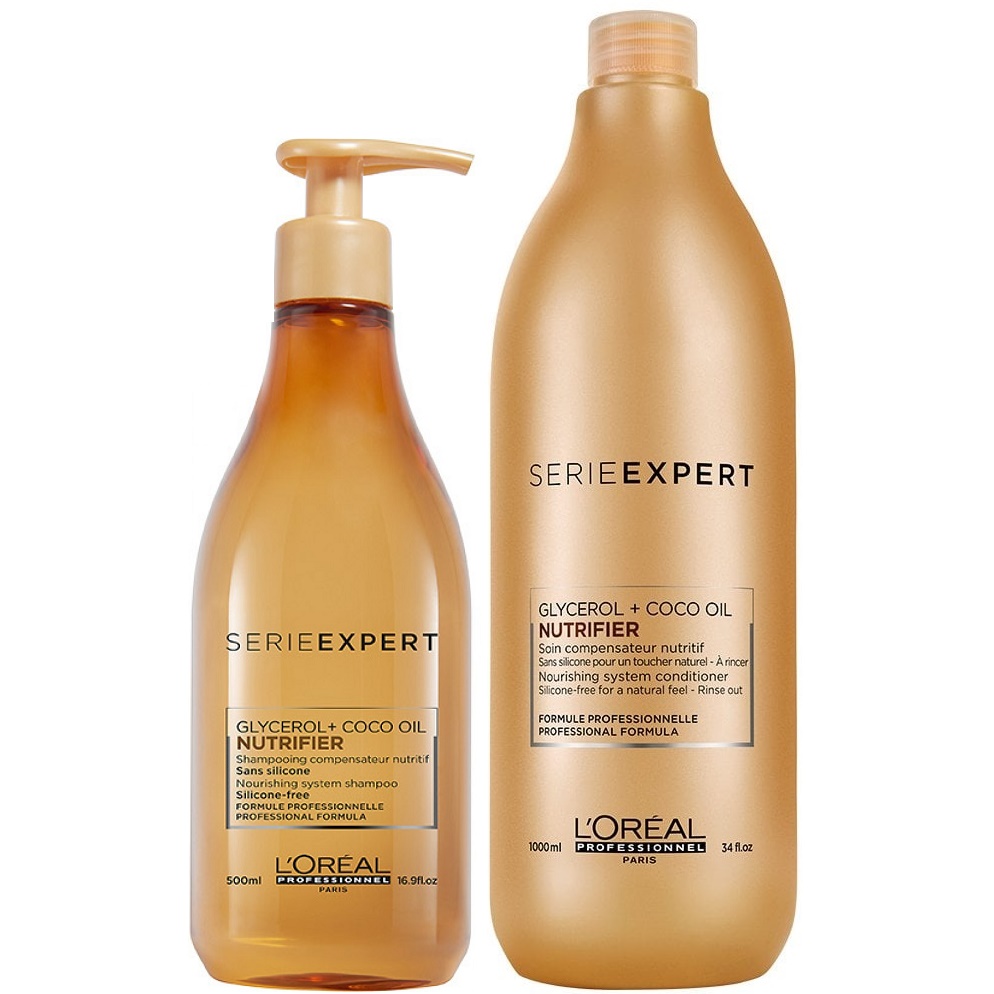 SERIEEXPERT
GLYCEROL + COCO OIL
NUTRIFIER
Shampooing compensateur nutritif
Sans silicone
Nourishing system shampoo
Silicone-free
FORMULE PROFESSIONNELLE
PROFESSIONAL FORMULA
L'ORÉAL
PROFESSIONNEL
PARIS
500ml 16.9fl.oz
SERIEEXPERT
GLYCEROL + COCO OIL
NUTRIFIER
Soin compensateur nutritif
Sans silicone pour un toucher naturel - À rincer
Nourishing system conditioner
Silicone-free for a natural feel - Rinse out
FORMULE PROFESSIONNELLE
PROFESSIONAL FORMULA
L'ORÉAL
1000ml PROFESSIONNEL 34 fl.oz
PARIS